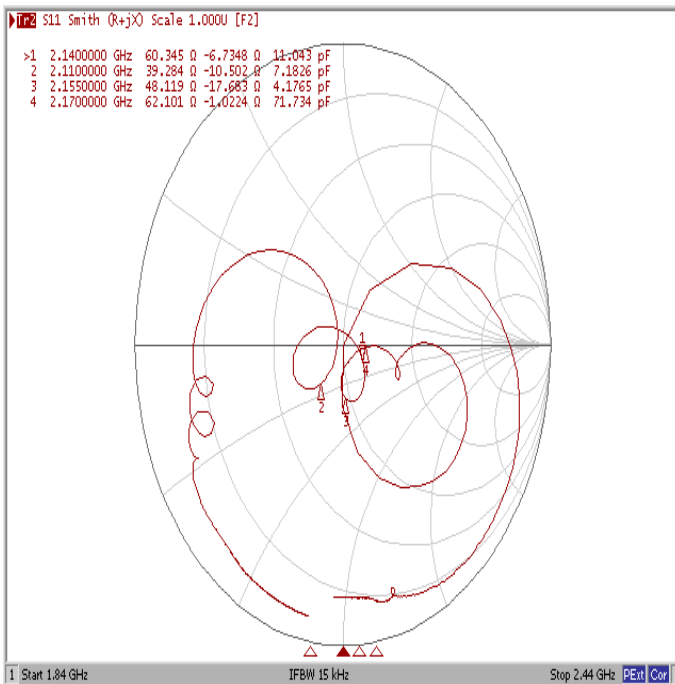 Tr2 S11 Smith (R+jX) Scale 1.000U [F2]
>1 2.1400000 GHz 60.345 Ω -6.7348 Ω 11.043 pF
2 2.1100000 GHz 39.284 Ω -10.502 Ω 7.1826 pF
3 2.1550000 GHz 48.119 Ω -17.683 Ω 4.1765 pF
4 2.1700000 GHz 62.101 Ω -1.0224 Ω 71.734 pF
1
4
2
3
1 Start 1.84 GHz IFBW 15 kHz Stop 2.44 GHz PExt Cor